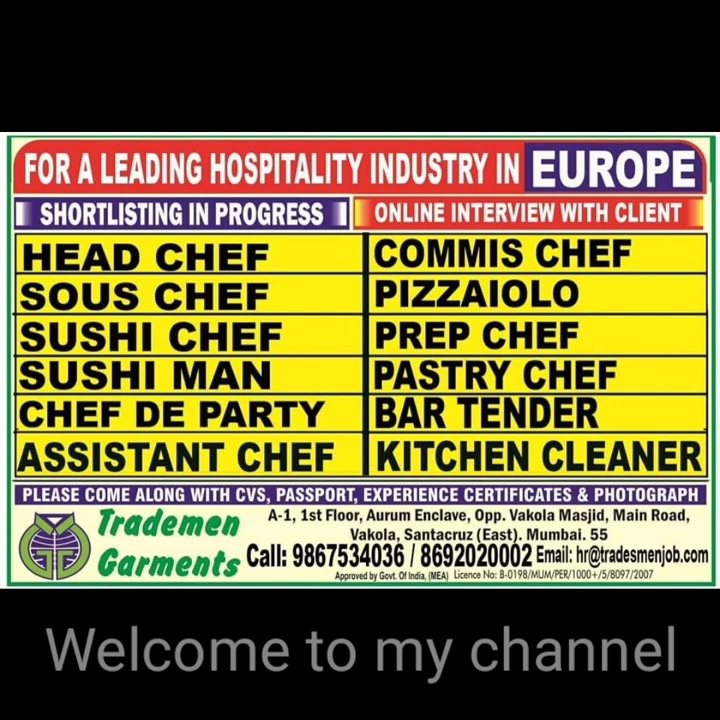 FOR A LEADING HOSPITALITY INDUSTRY IN EUROPE
SHORTLISTING IN PROGRESS
ONLINE INTERVIEW WITH CLIENT
HEAD CHEF
COMMIS CHEF
SOUS CHEF
PIZZAIOLO
SUSHI CHEF
PREP CHEF
SUSHI MAN
PASTRY CHEF
CHEF DE PARTY
BAR TENDER
ASSISTANT CHEF
KITCHEN CLEANER
PLEASE COME ALONG WITH CVS, PASSPORT, EXPERIENCE CERTIFICATES & PHOTOGRAPH
Trademen
Garments
A-1, 1st Floor, Aurum Enclave, Opp. Vakola Masjid, Main Road,
Vakola, Santacruz (East). Mumbai. 55
Call: 9867534036 / 8692020002 Email: hr@tradesmenjob.com
Approved by Govt. Of India, (MEA) Licence No: B-0198/MUM/PER/1000+/5/8097/2007
Welcome to my channel